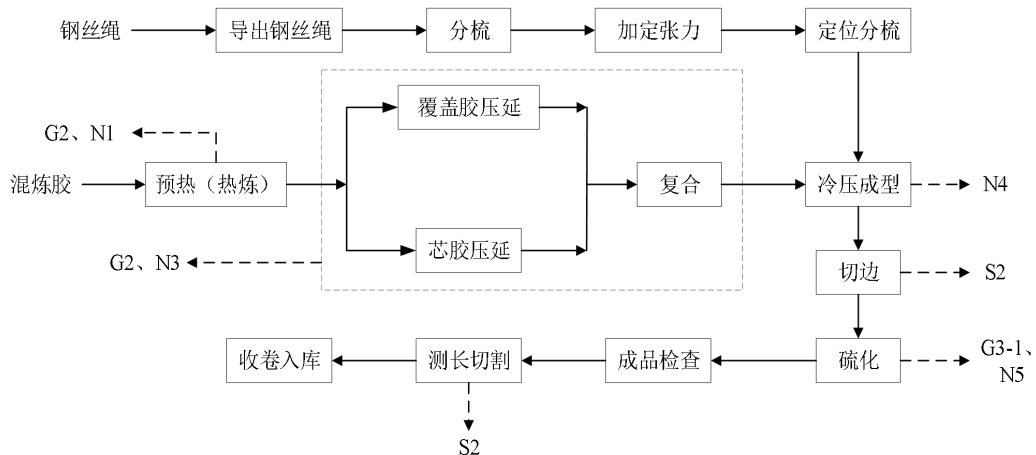 钢丝绳
导出钢丝绳
分梳
加定张力
定位分梳
覆盖胶压延
G2、N1
混炼胶
预热（热炼）
复合
冷压成型
N4
芯胶压延
G2、N3
切边
S2
收卷入库
测长切割
成品检查
硫化
G3-1、
N5
S2